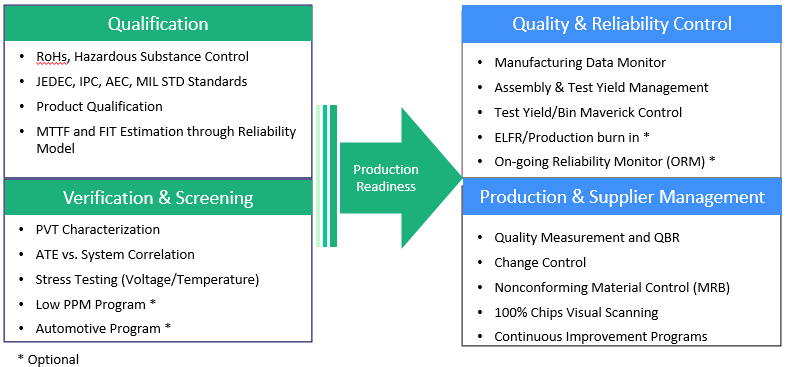 Qualification
• RoHs, Hazardous Substance Control
• JEDEC, IPC, AEC, MIL STD Standards
• Product Qualification
• MTTF and FIT Estimation through Reliability
Model
Verification & Screening
• PVT Characterization
• ATE vs. System Correlation
• Stress Testing (Voltage/Temperature)
• Low PPM Program *
• Automotive Program *
* Optional
Production
Readiness
Quality & Reliability Control
• Manufacturing Data Monitor
• Assembly & Test Yield Management
• Test Yield/Bin Maverick Control
• ELFR/Production burn in *
• On-going Reliability Monitor (ORM) *
Production & Supplier Management
• Quality Measurement and QBR
• Change Control
• Nonconforming Material Control (MRB)
• 100% Chips Visual Scanning
• Continuous Improvement Programs